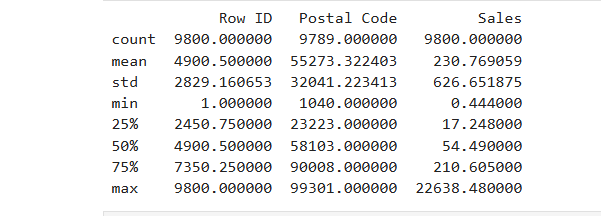 Row ID Postal Code Sales
count 9800.000000 9789.000000 9800.000000
mean 4900.500000 55273.322403 230.769059
std 2829.160653 32041.223413 626.651875
min 1.000000 1040.000000 0.444000
25% 2450.750000 23223.000000 17.248000
50% 4900.500000 58103.000000 54.490000
75% 7350.250000 90008.000000 210.605000
max 9800.000000 99301.000000 22638.480000